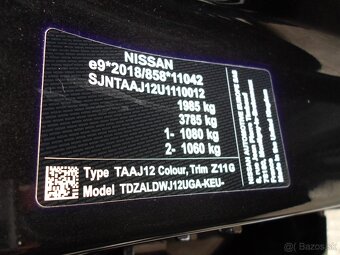 NISSAN
e9*2018/858*11042
SJNTAAJ12U1110012
1985 kg
3785 kg
1- 1080 kg
2- 1060 kg
Type TAAJ12 Colour, Trim Z11 G
Model TDZALDWJ12UGA-KEU-